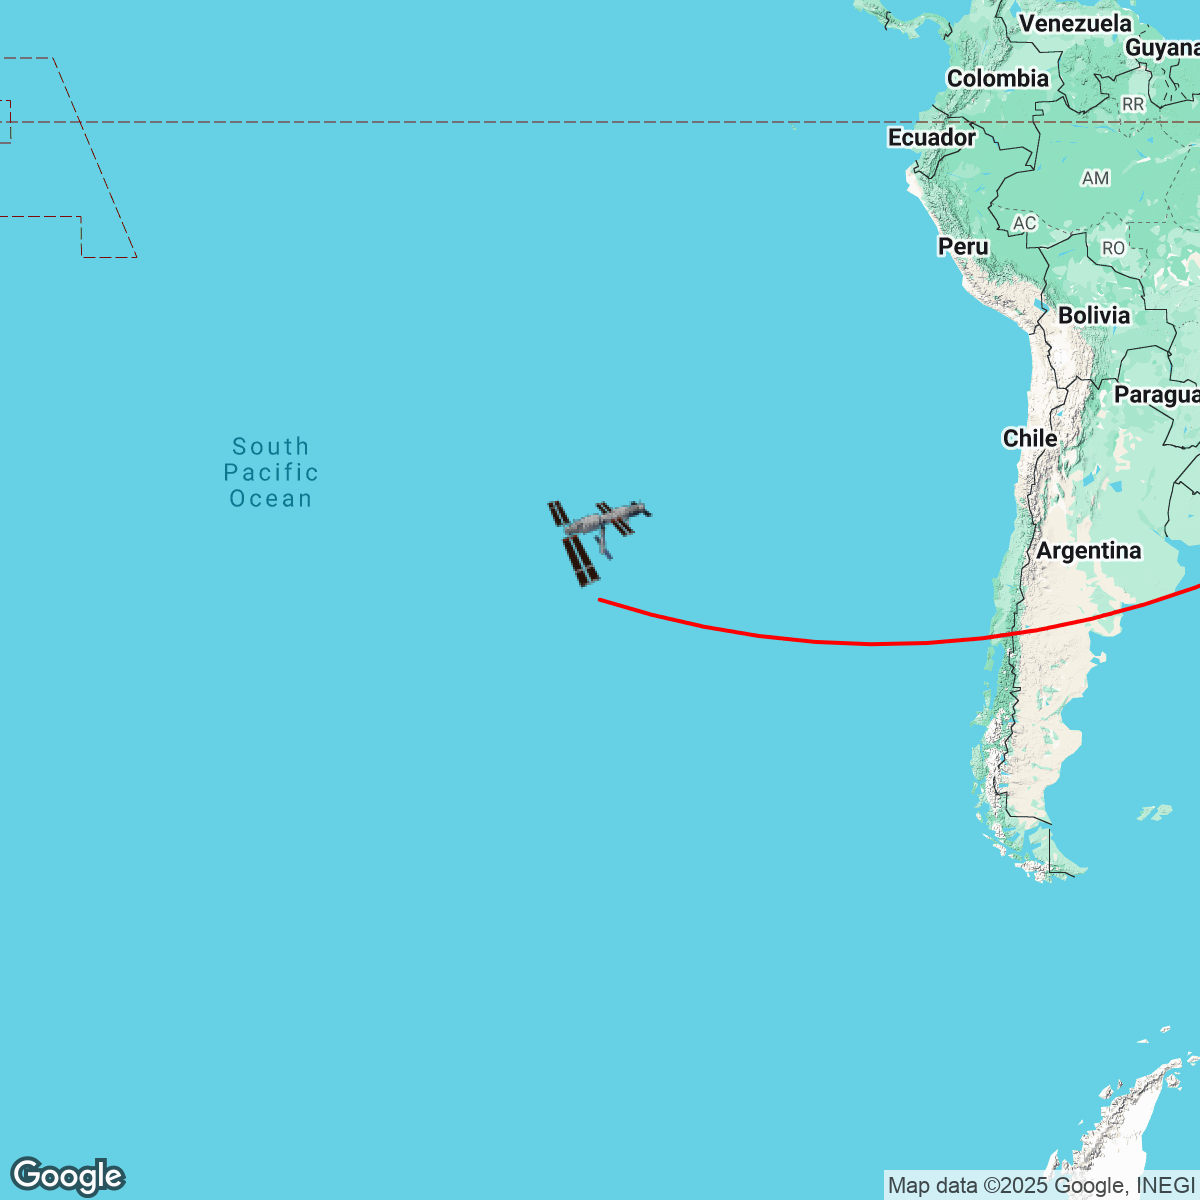 Venezuela
Guyana
Colombia
RR
Ecuador
AM
AC
Peru
RO
Bolivia
Paragua
Chile
South
Pacific
Ocean
Argentina
Google
Map data ©2025 Google, INEGI